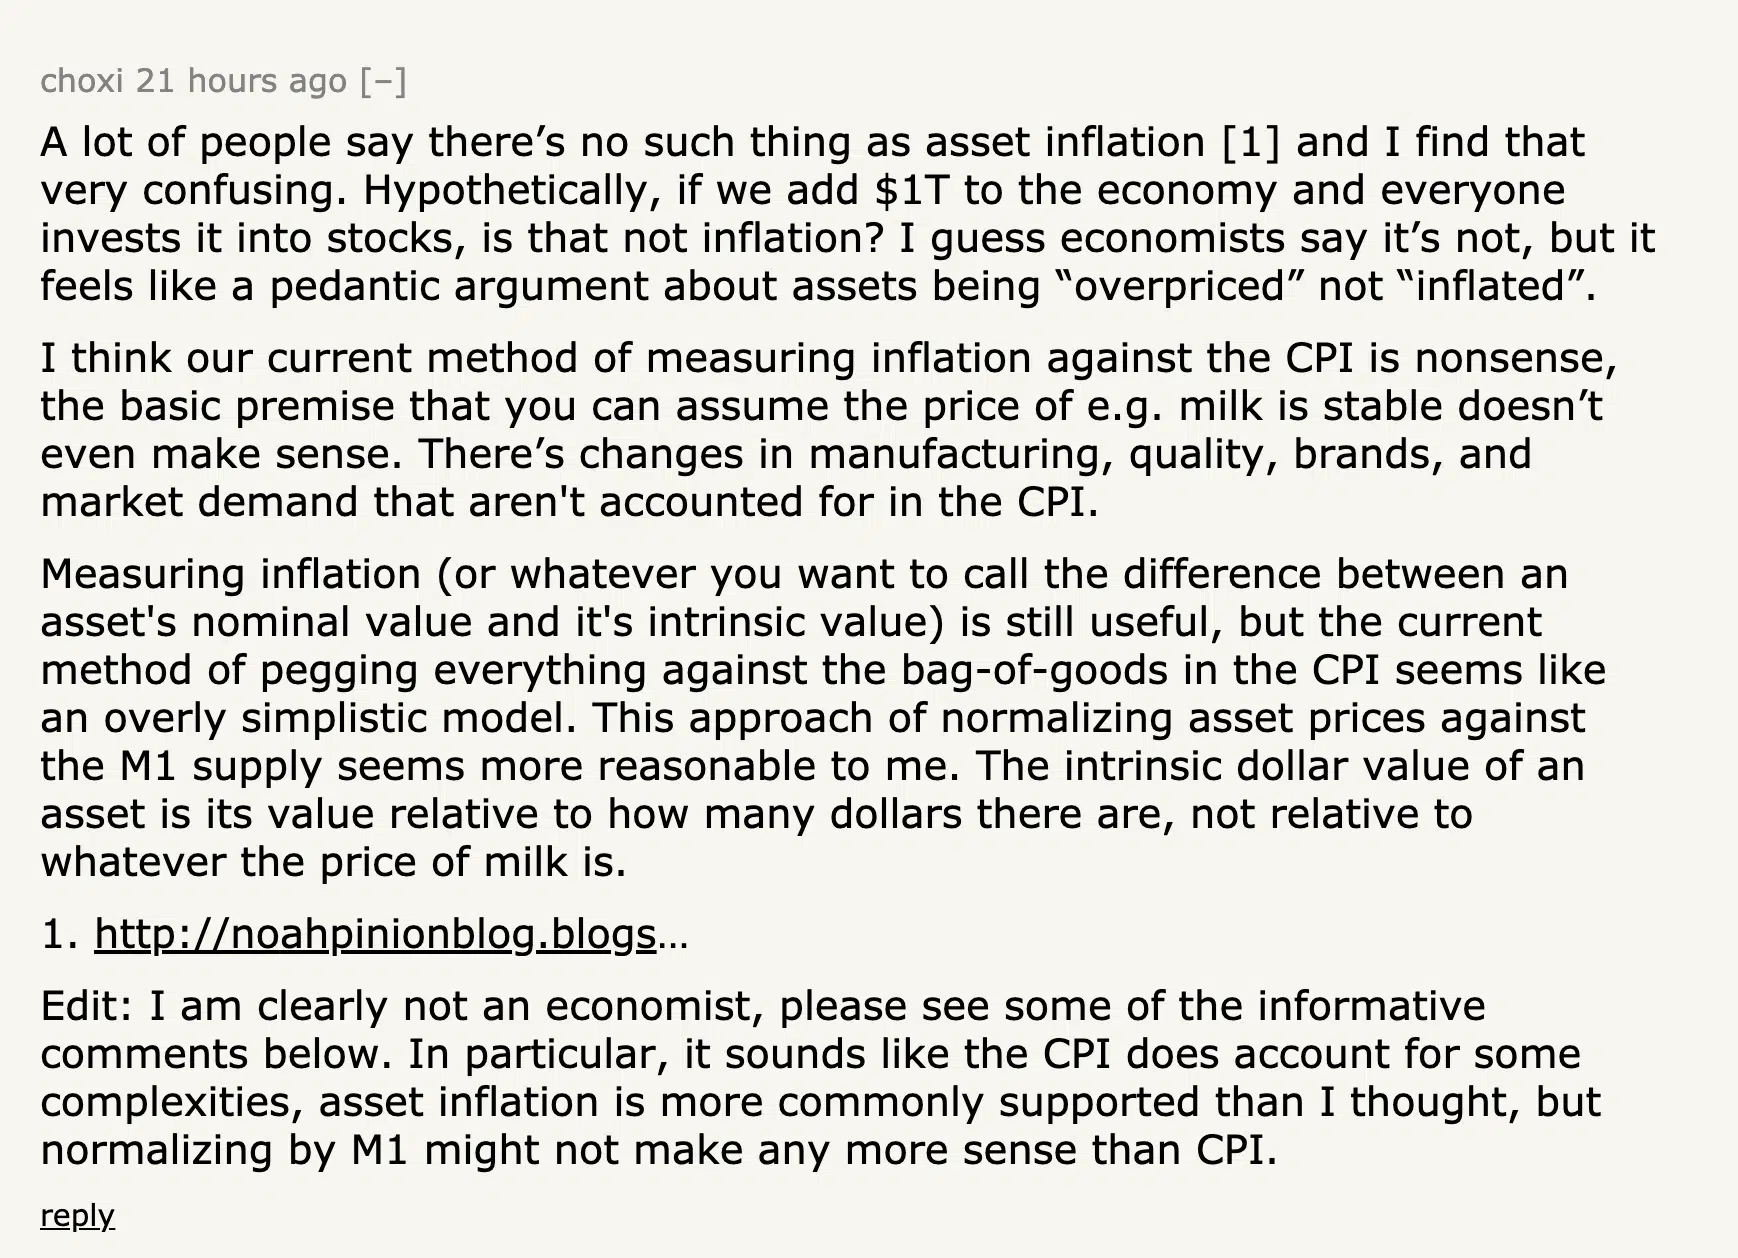 choxi 21 hours ago [–]
A lot of people say there’s no such thing as asset inflation [1] and I find that
very confusing. Hypothetically, if we add $1T to the economy and everyone
invests it into stocks, is that not inflation? I guess economists say it’s not, but it
feels like a pedantic argument about assets being “overpriced” not “inflated”.
I think our current method of measuring inflation against the CPI is nonsense,
the basic premise that you can assume the price of e.g. milk is stable doesn’t
even make sense. There’s changes in manufacturing, quality, brands, and
market demand that aren't accounted for in the CPI.
Measuring inflation (or whatever you want to call the difference between an
asset's nominal value and it's intrinsic value) is still useful, but the current
method of pegging everything against the bag-of-goods in the CPI seems like
an overly simplistic model. This approach of normalizing asset prices against
the M1 supply seems more reasonable to me. The intrinsic dollar value of an
asset is its value relative to how many dollars there are, not relative to
whatever the price of milk is.
1. http://noahpinionblog.blogs...
Edit: I am clearly not an economist, please see some of the informative
comments below. In particular, it sounds like the CPI does account for some
complexities, asset inflation is more commonly supported than I thought, but
normalizing by M1 might not make any more sense than CPI.
reply